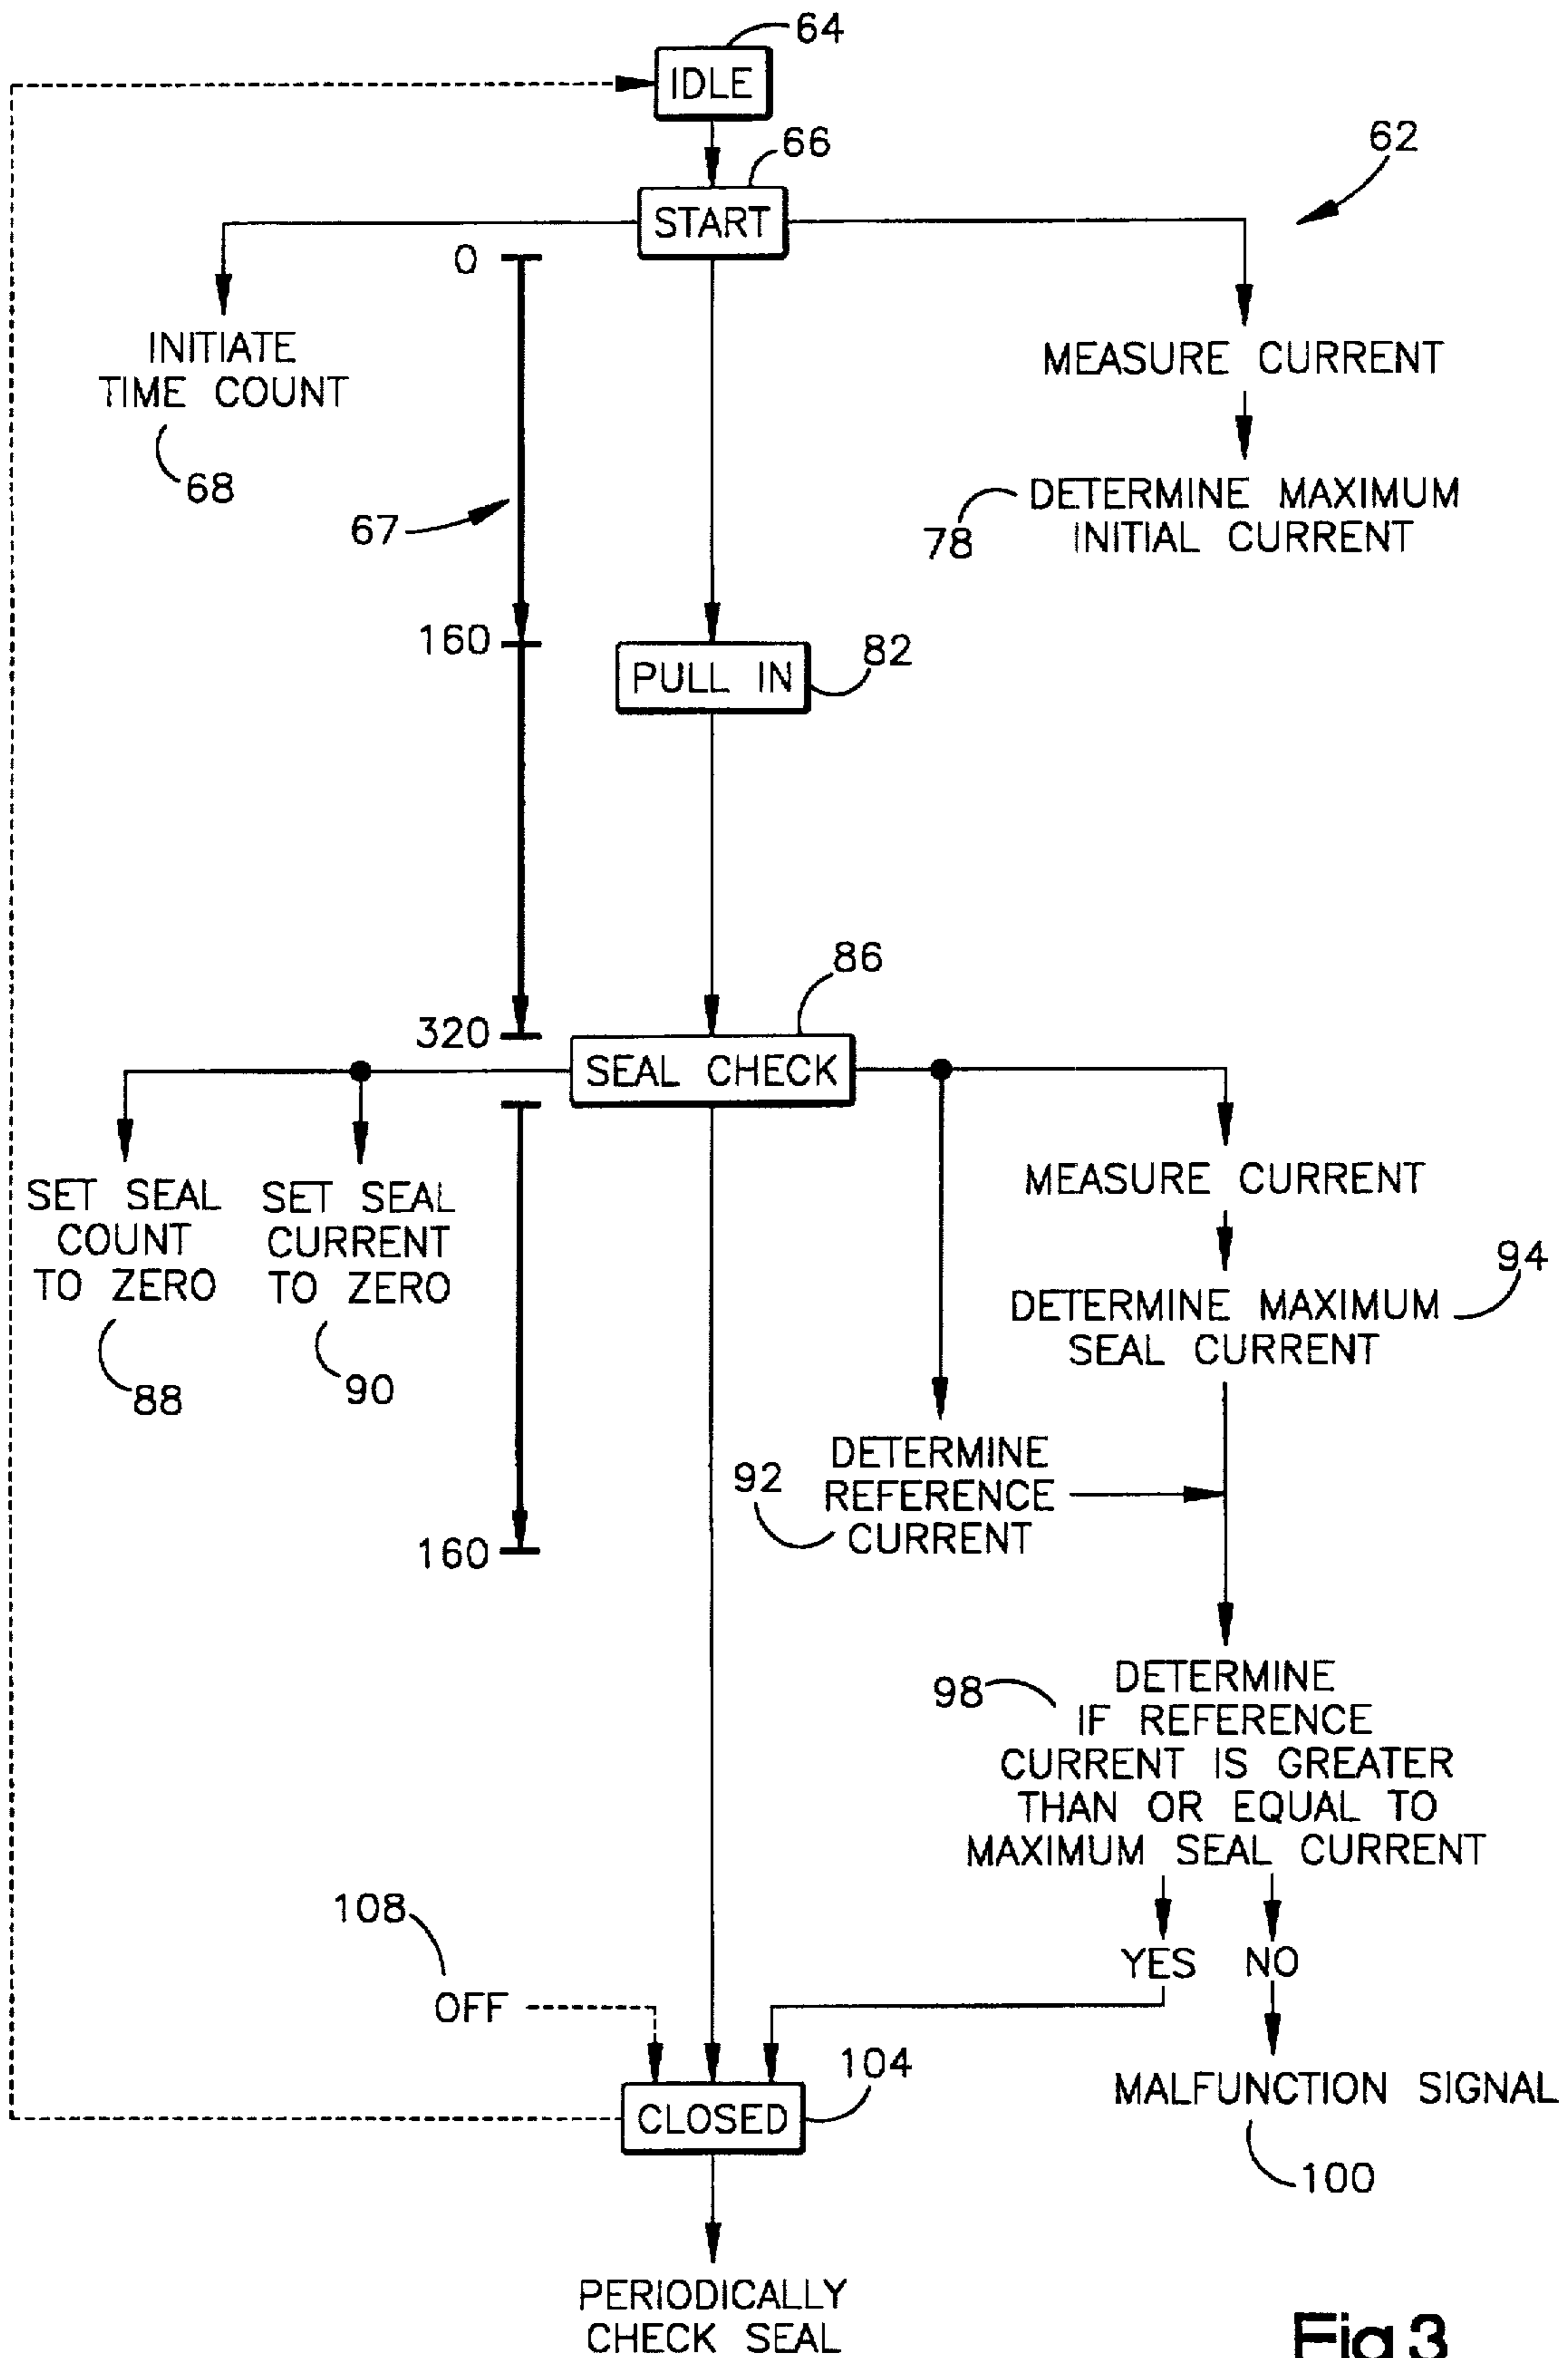 64
IDLE
66
62
START
0
INITIATE
TIME COUNT
68
MEASURE CURRENT
67
78
DETERMINE MAXIMUM
INITIAL CURRENT
160
PULL IN
82
86
320
SEAL CHECK
SET SEAL
COUNT
TO ZERO
88
SET SEAL
CURRENT
TO ZERO
90
MEASURE CURRENT
94
DETERMINE MAXIMUM
SEAL CURRENT
92
DETERMINE
REFERENCE
CURRENT
160
98
DETERMINE
IF REFERENCE
CURRENT IS GREATER
THAN OR EQUAL TO
MAXIMUM SEAL CURRENT
108
YES NO
OFF
104
CLOSED
MALFUNCTION SIGNAL
100
PERIODICALLY
CHECK SEAL
Fig 3